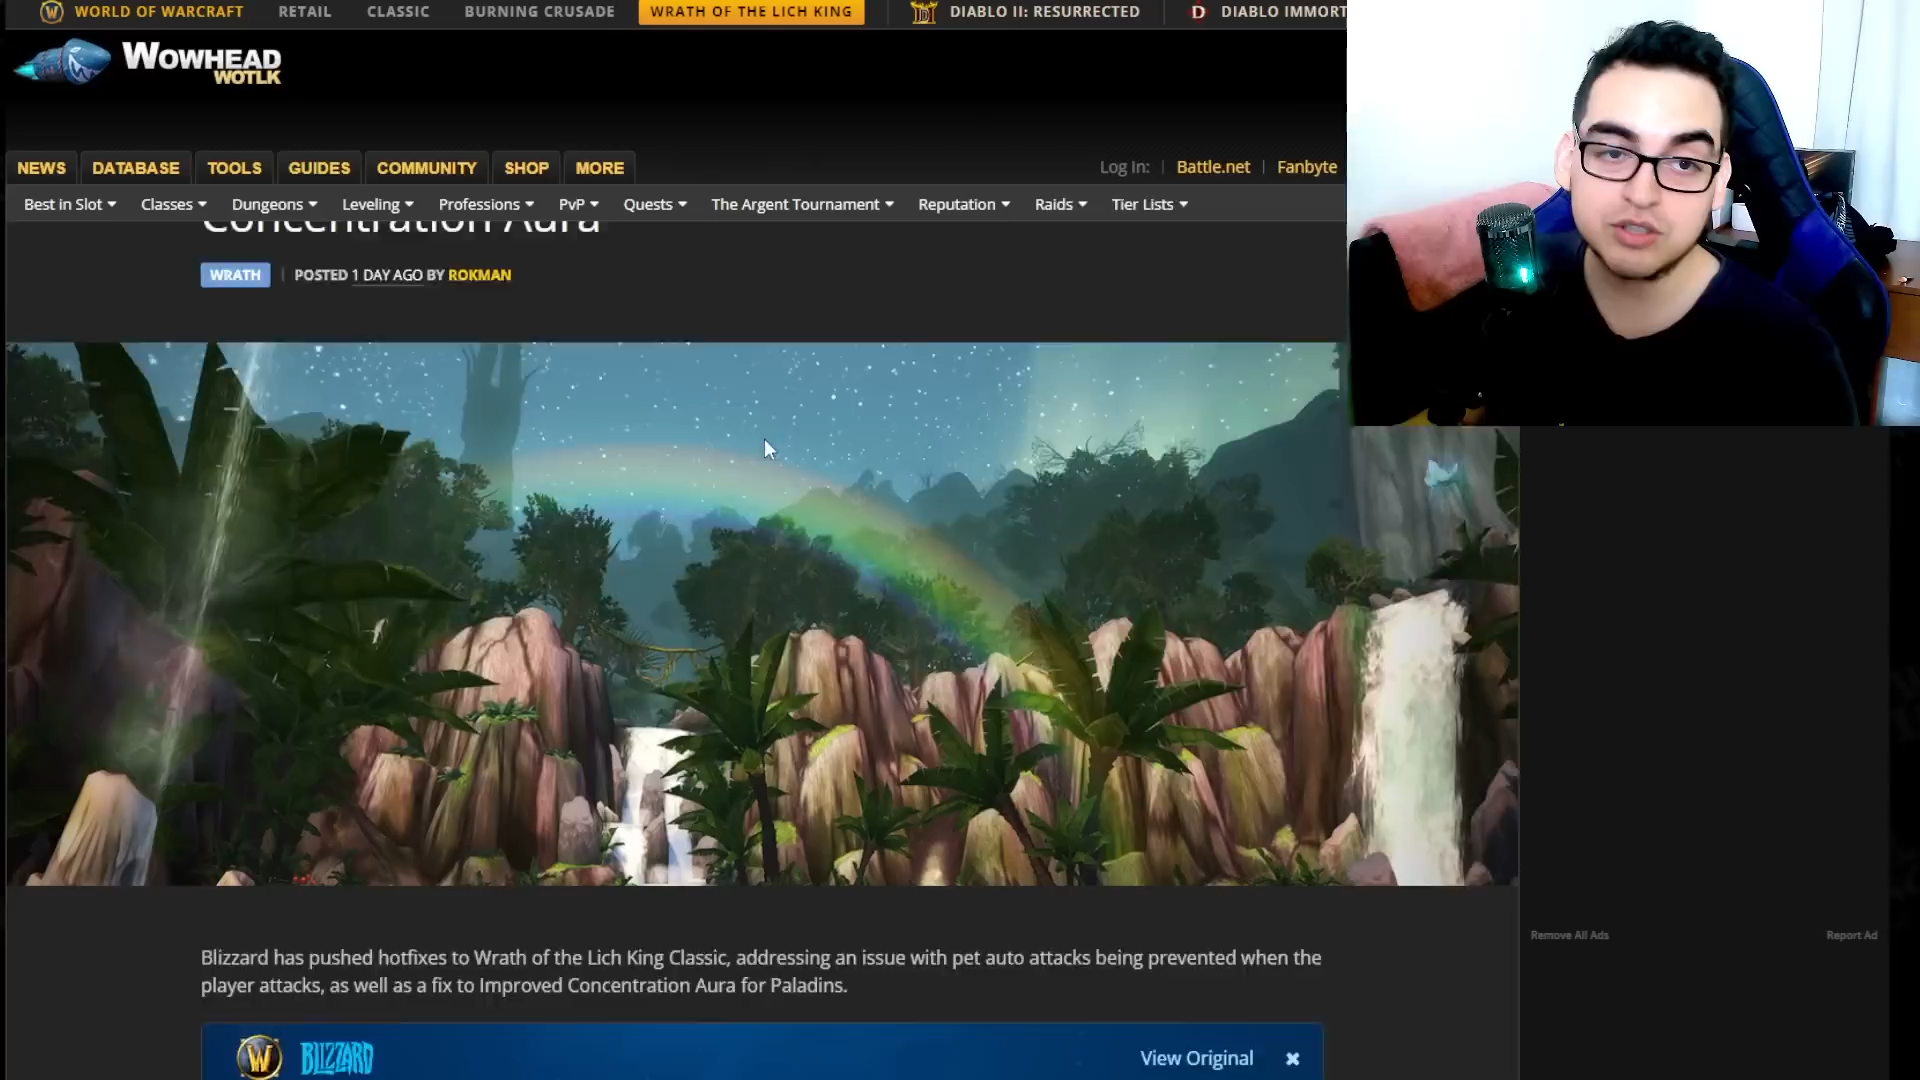 WORLD OF WARCRAFT RETAIL CLASSIC BURNING CRUSADE WRATH OF THE LICH KING DIABLO II: RESURRECTED DIABLO IMMORT
WOWHEAD
WOTLK
NEWS DATABASE TOOLS GUIDES COMMUNITY SHOP MORE Log In: | Battle.net | Fanbyte
Best in Slot Classes Dungeons Leveling Professions PvP Quests The Argent Tournament Reputation Raids Tier Lists
Concentration Aura
WRATH | POSTED 1 DAY AGO BY ROKMAN
Remove All Ads Report Ad
Blizzard has pushed hotfixes to Wrath of the Lich King Classic, addressing an issue with pet auto attacks being prevented when the
player attacks, as well as a fix to Improved Concentration Aura for Paladins.
W BLIZZARD View Original ✖